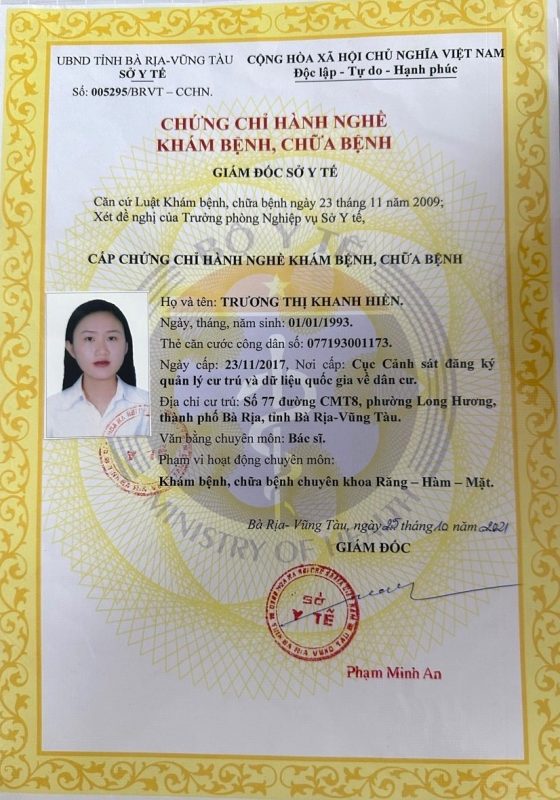 UBND TỈNH BÀ RỊA-VŨNG TÀU
SỞ Y TẾ
Số: 005295/BRVT – CCHN.
CỘNG HÒA XÃ HỘI CHỦ NGHĨA VIỆT NAM
Độc lập - Tự do - Hạnh phúc
CHỨNG CHỈ HÀNH NGHỀ
KHÁM BỆNH, CHỮA BỆNH
GIÁM ĐỐC SỞ Y TẾ
Căn cứ Luật Khám bệnh, chữa bệnh ngày 23 tháng 11 năm 2009;
Xét đề nghị của Trưởng phòng Nghiệp vụ Sở Y tế,
BỘ Y TẾ
CẤP CHỨNG CHỈ HÀNH NGHỀ KHÁM BỆNH, CHỮA BỆNH
Họ và tên: TRƯƠNG THỊ KHANH HIỀN.
Ngày, tháng, năm sinh: 01/01/1993.
Thẻ căn cước công dân số: 077193001173.
Ngày cấp: 23/11/2017, Nơi cấp: Cục Cảnh sát đăng ký
quản lý cư trú và dữ liệu quốc gia về dân cư.
Địa chỉ cư trú: Số 77 đường CMT8, phường Long Hương,
thành phố Bà Rịa, tỉnh Bà Rịa-Vũng Tàu.
Văn bằng chuyên môn: Bác sĩ.
Phạm vi hoạt động chuyên môn:
Khám bệnh, chữa bệnh chuyên khoa Răng – Hàm – Mặt.
MINISTRY OF HEALTH
Bà Rịa- Vũng Tàu, ngày 25 tháng 10 năm 2021
GIÁM ĐỐC
SỞ
Y TẾ
Phạm Minh An